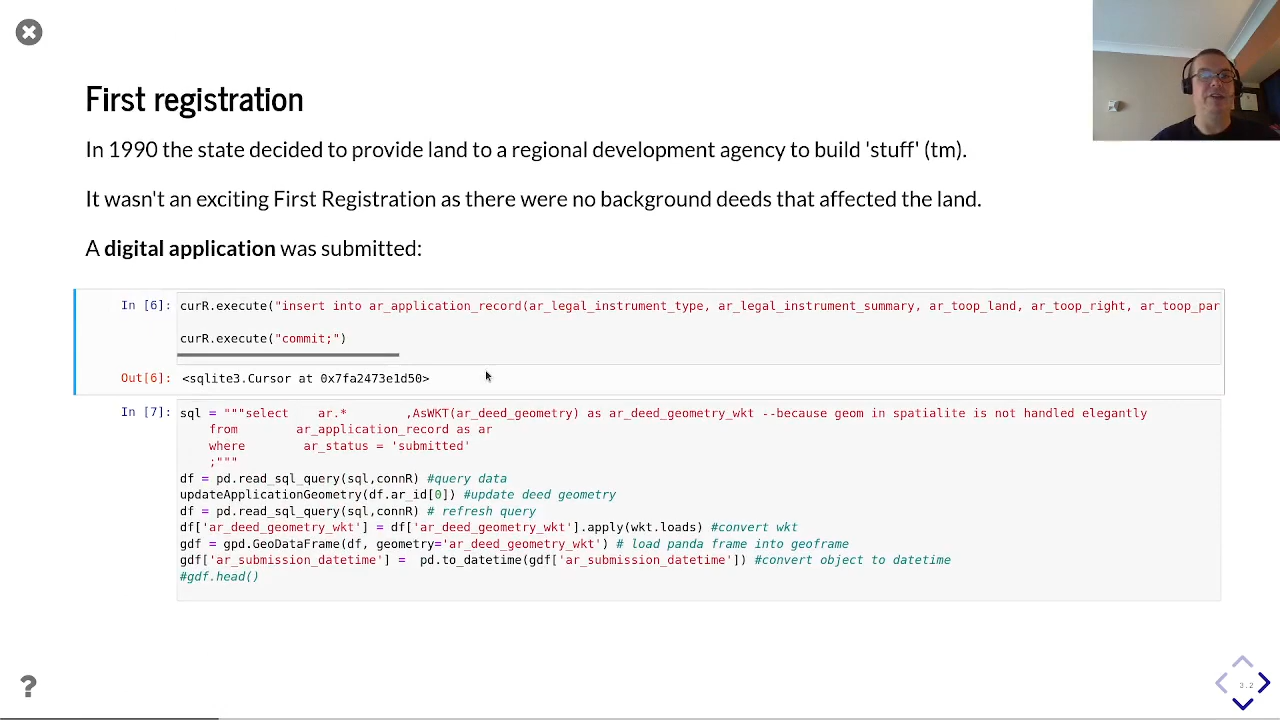 First registration
In 1990 the state decided to provide land to a regional development agency to build 'stuff' (tm).
It wasn't an exciting First Registration as there were no background deeds that affected the land.
A digital application was submitted:
In [6]: curR.execute("insert into ar_application_record(ar_legal_instrument_type, ar_legal_instrument_summary, ar_toop_land, ar_toop_right, ar_toop_par
curR.execute("commit;")
Out[6]: <sqlite3.Cursor at 0x7fa2473e1d50>
In [7]: sql = """select    ar.*        ,AsWKT(ar_deed_geometry) as ar_deed_geometry_wkt --because geom in spatialite is not handled elegantly
from       ar_application_record as ar
where       ar_status = 'submitted'
;"""
df = pd.read_sql_query(sql,connR) #query data
updateApplicationGeometry(df.ar_id[0]) #update deed geometry
df = pd.read_sql_query(sql,connR) # refresh query
df['ar_deed_geometry_wkt'] = df['ar_deed_geometry_wkt'].apply(wkt.loads) #convert wkt
gdf = gpd.GeoDataFrame(df, geometry='ar_deed_geometry_wkt') # load panda frame into geoframe
gdf['ar_submission_datetime'] =  pd.to_datetime(gdf['ar_submission_datetime']) #convert object to datetime
#gdf.head()
?
3.2